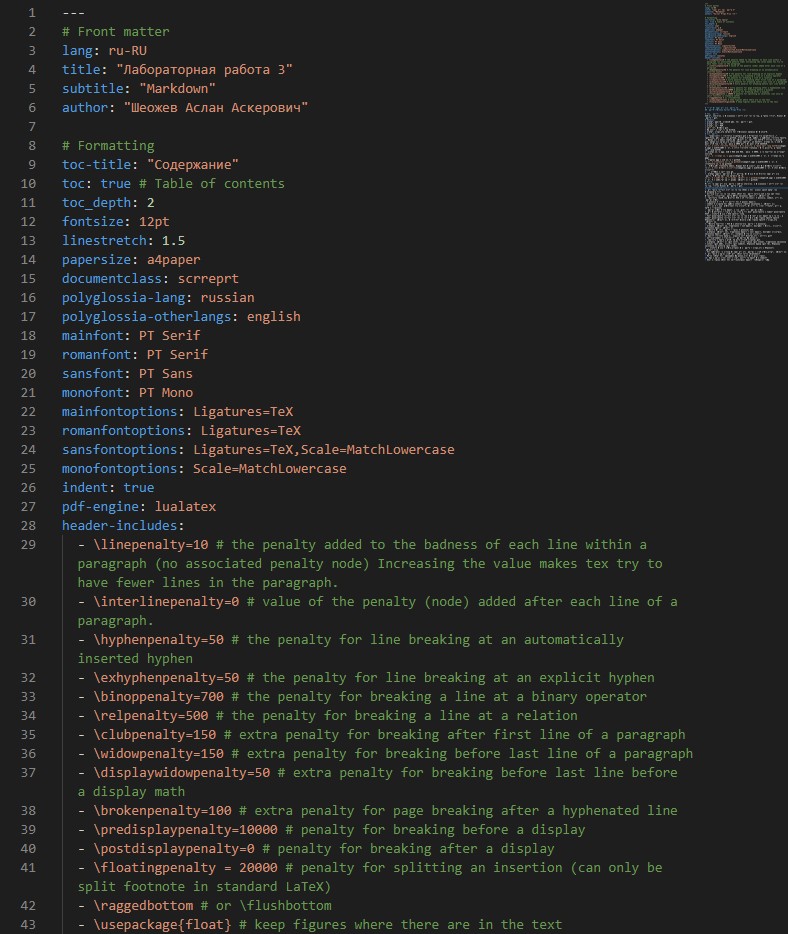 1 ---
2 # Front matter
3 lang: ru-RU
4 title: "Лабораторная работа 3"
5 subtitle: "Markdown"
6 author: "Шеожев Аслан Аскерович"
7
8 # Formatting
9 toc-title: "Содержание"
10 toc: true # Table of contents
11 toc_depth: 2
12 fontsize: 12pt
13 linestretch: 1.5
14 papersize: a4paper
15 documentclass: scrreprt
16 polyglossia-lang: russian
17 polyglossia-otherlangs: english
18 mainfont: PT Serif
19 romanfont: PT Serif
20 sansfont: PT Sans
21 monofont: PT Mono
22 mainfontoptions: Ligatures=TeX
23 romanfontoptions: Ligatures=TeX
24 sansfontoptions: Ligatures=TeX,Scale=MatchLowercase
25 monofontoptions: Scale=MatchLowercase
26 indent: true
27 pdf-engine: lualatex
28 header-includes:
29 - \linepenalty=10 # the penalty added to the badness of each line within a
paragraph (no associated penalty node) Increasing the value makes tex try to
have fewer lines in the paragraph.
30 - \interlinepenalty=0 # value of the penalty (node) added after each line of a
paragraph.
31 - \hyphenpenalty=50 # the penalty for line breaking at an automatically
inserted hyphen
32 - \exhyphenpenalty=50 # the penalty for line breaking at an explicit hyphen
33 - \binoppenalty=700 # the penalty for breaking a line at a binary operator
34 - \relpenalty=500 # the penalty for breaking a line at a relation
35 - \clubpenalty=150 # extra penalty for breaking after first line of a paragraph
36 - \widowpenalty=150 # extra penalty for breaking before last line of a paragraph
37 - \displaywidowpenalty=50 # extra penalty for breaking before last line before
a display math
38 - \brokenpenalty=100 # extra penalty for page breaking after a hyphenated line
39 - \predisplaypenalty=10000 # penalty for breaking before a display
40 - \postdisplaypenalty=0 # penalty for breaking after a display
41 - \floatingpenalty = 20000 # penalty for splitting an insertion (can only be
split footnote in standard LaTeX)
42 - \raggedbottom # or \flushbottom
43 - \usepackage{float} # keep figures where there are in the text